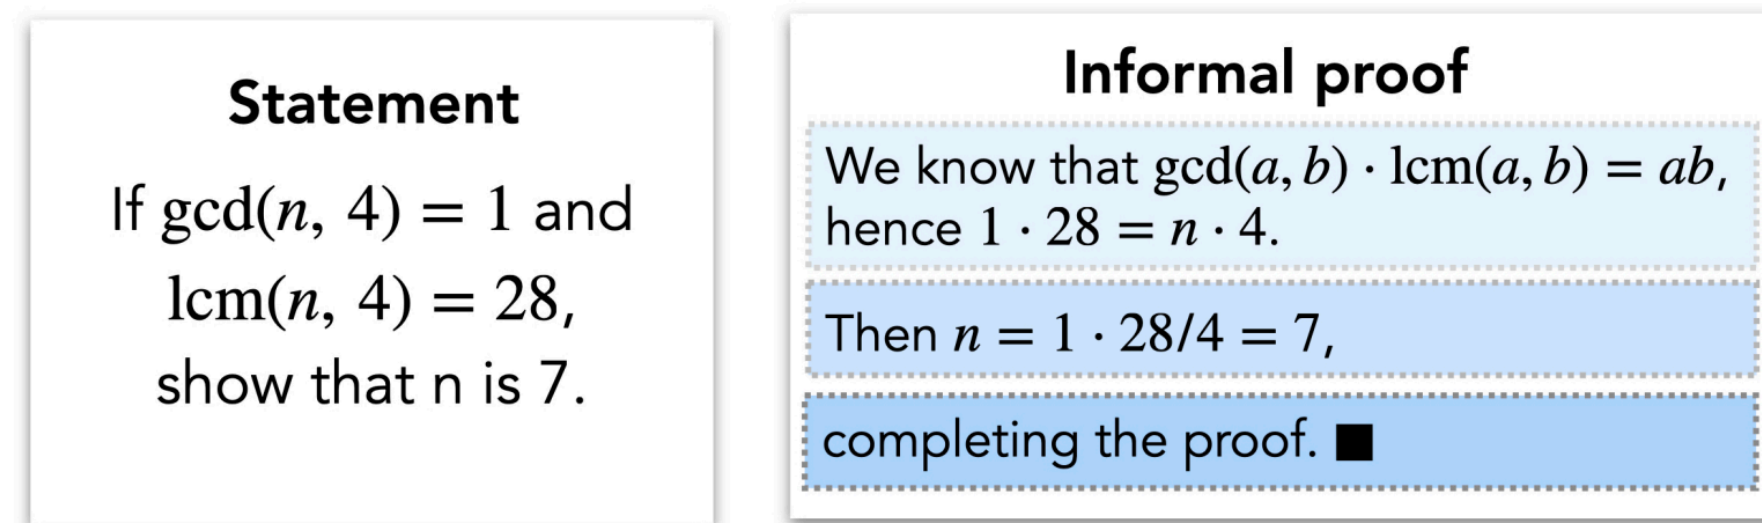 Statement
If gcd(n, 4) = 1 and
lcm(n, 4) = 28,
show that n is 7.
Informal proof
We know that gcd(a, b) · lcm(a, b) = ab,
hence 1 · 28 = n · 4.
Then n = 1 · 28/4 = 7,
completing the proof. ■